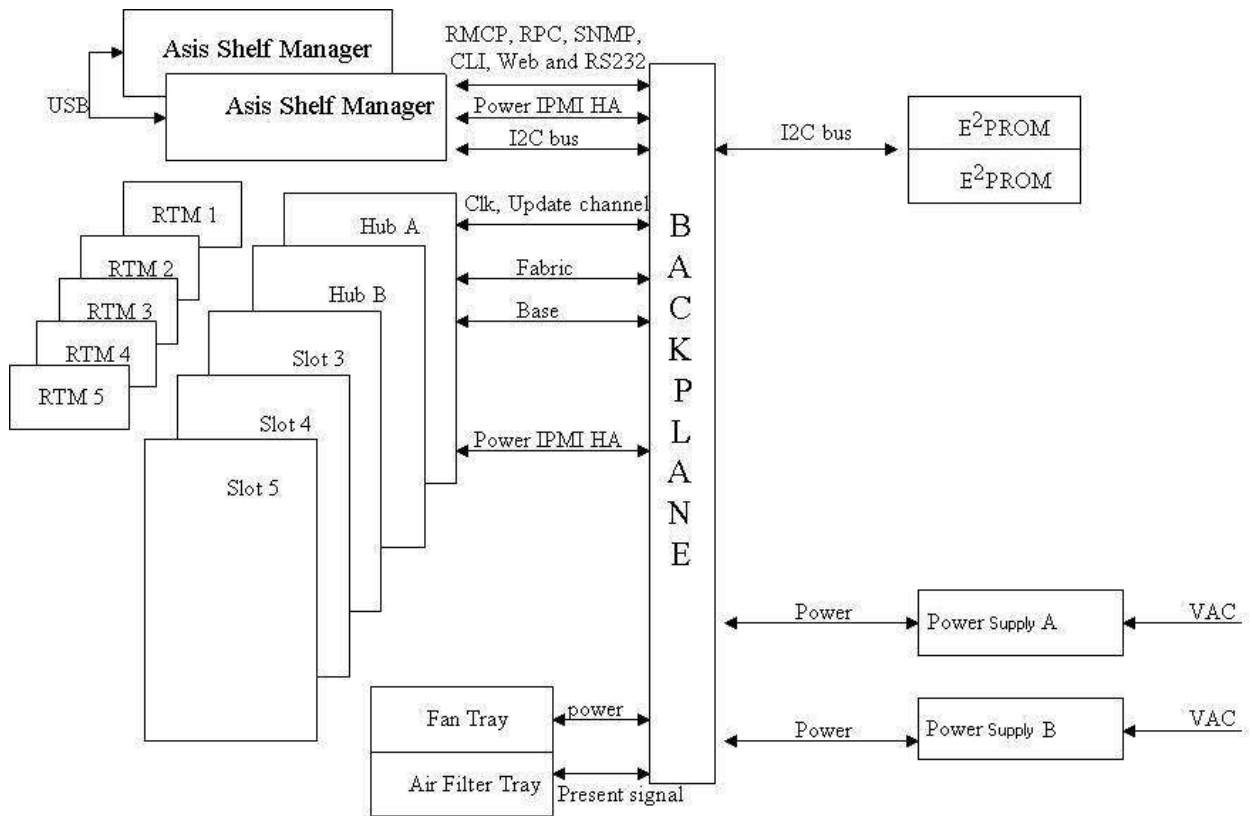 Asis Shelf Manager
Asis Shelf Manager
USB
RMCP, RPC, SNMP,
CLI, Web and RS232
Power IPMI HA
I2C bus
I2C bus
E²PROM
E²PROM
RTM 1
RTM 2
RTM 3
RTM 4
RTM 5
Hub A
Hub B
Slot 3
Slot 4
Slot 5
Clk, Update channel
Fabric
Base
Power IPMI HA
BACKPLANE
Power
Power Supply A
VAC
Power
Power Supply B
VAC
Fan Tray
power
Air Filter Tray
Present signal